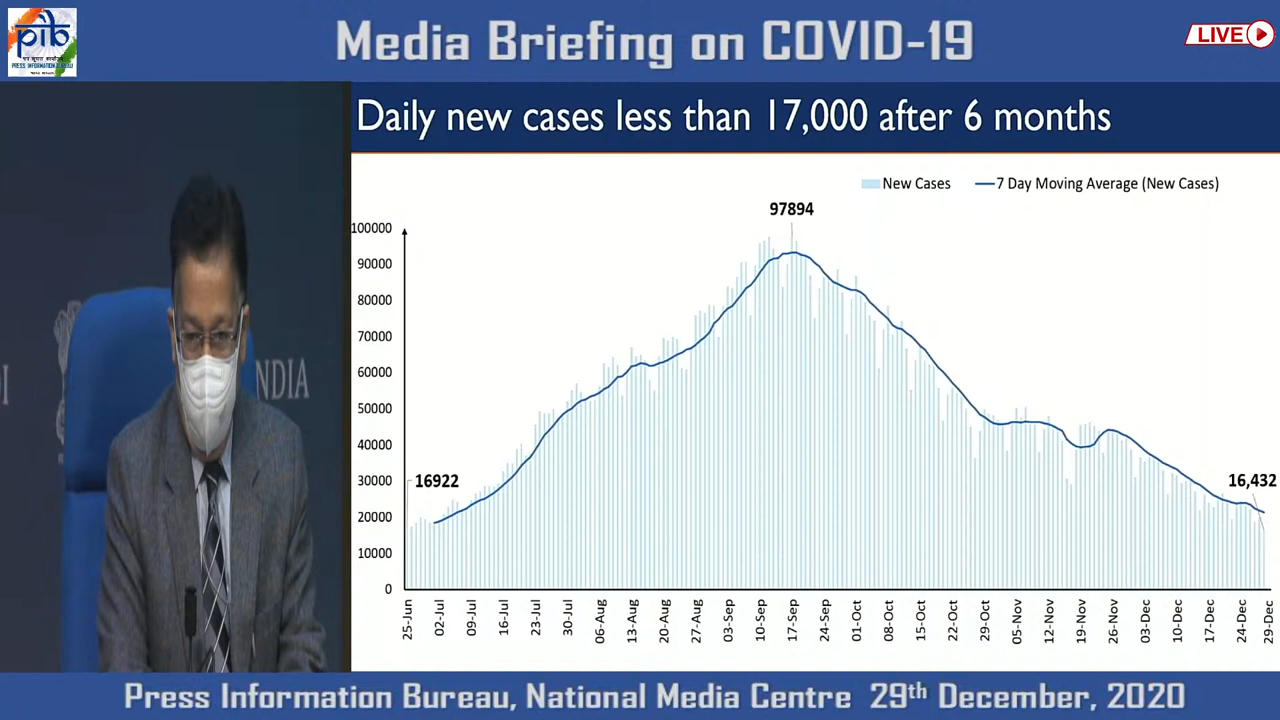 Media Briefing on COVID-19
pib
PRESS INFORMATION BUREAU
LIVE
Daily new cases less than 17,000 after 6 months
New Cases
7 Day Moving Average (New Cases)
97894
100000
90000
80000
70000
60000
50000
40000
30000
20000
10000
0
16922
16,432
25-Jun
02-Jul
09-Jul
16-Jul
23-Jul
30-Jul
06-Aug
13-Aug
20-Aug
27-Aug
03-Sep
10-Sep
17-Sep
24-Sep
01-Oct
08-Oct
15-Oct
22-Oct
29-Oct
05-Nov
12-Nov
19-Nov
26-Nov
03-Dec
10-Dec
17-Dec
24-Dec
29-Dec
NDIA
Press Information Bureau, National Media Centre 29th December, 2020